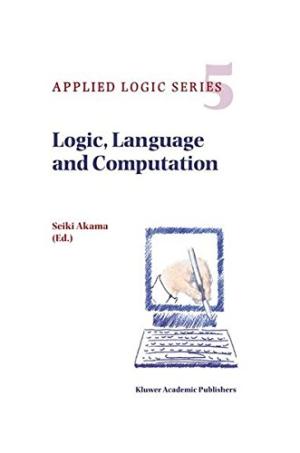 APPLIED LOGIC SERIES 5
Logic, Language
and Computation
Seiki Akama
(Ed.)
Kluwer Academic Publishers